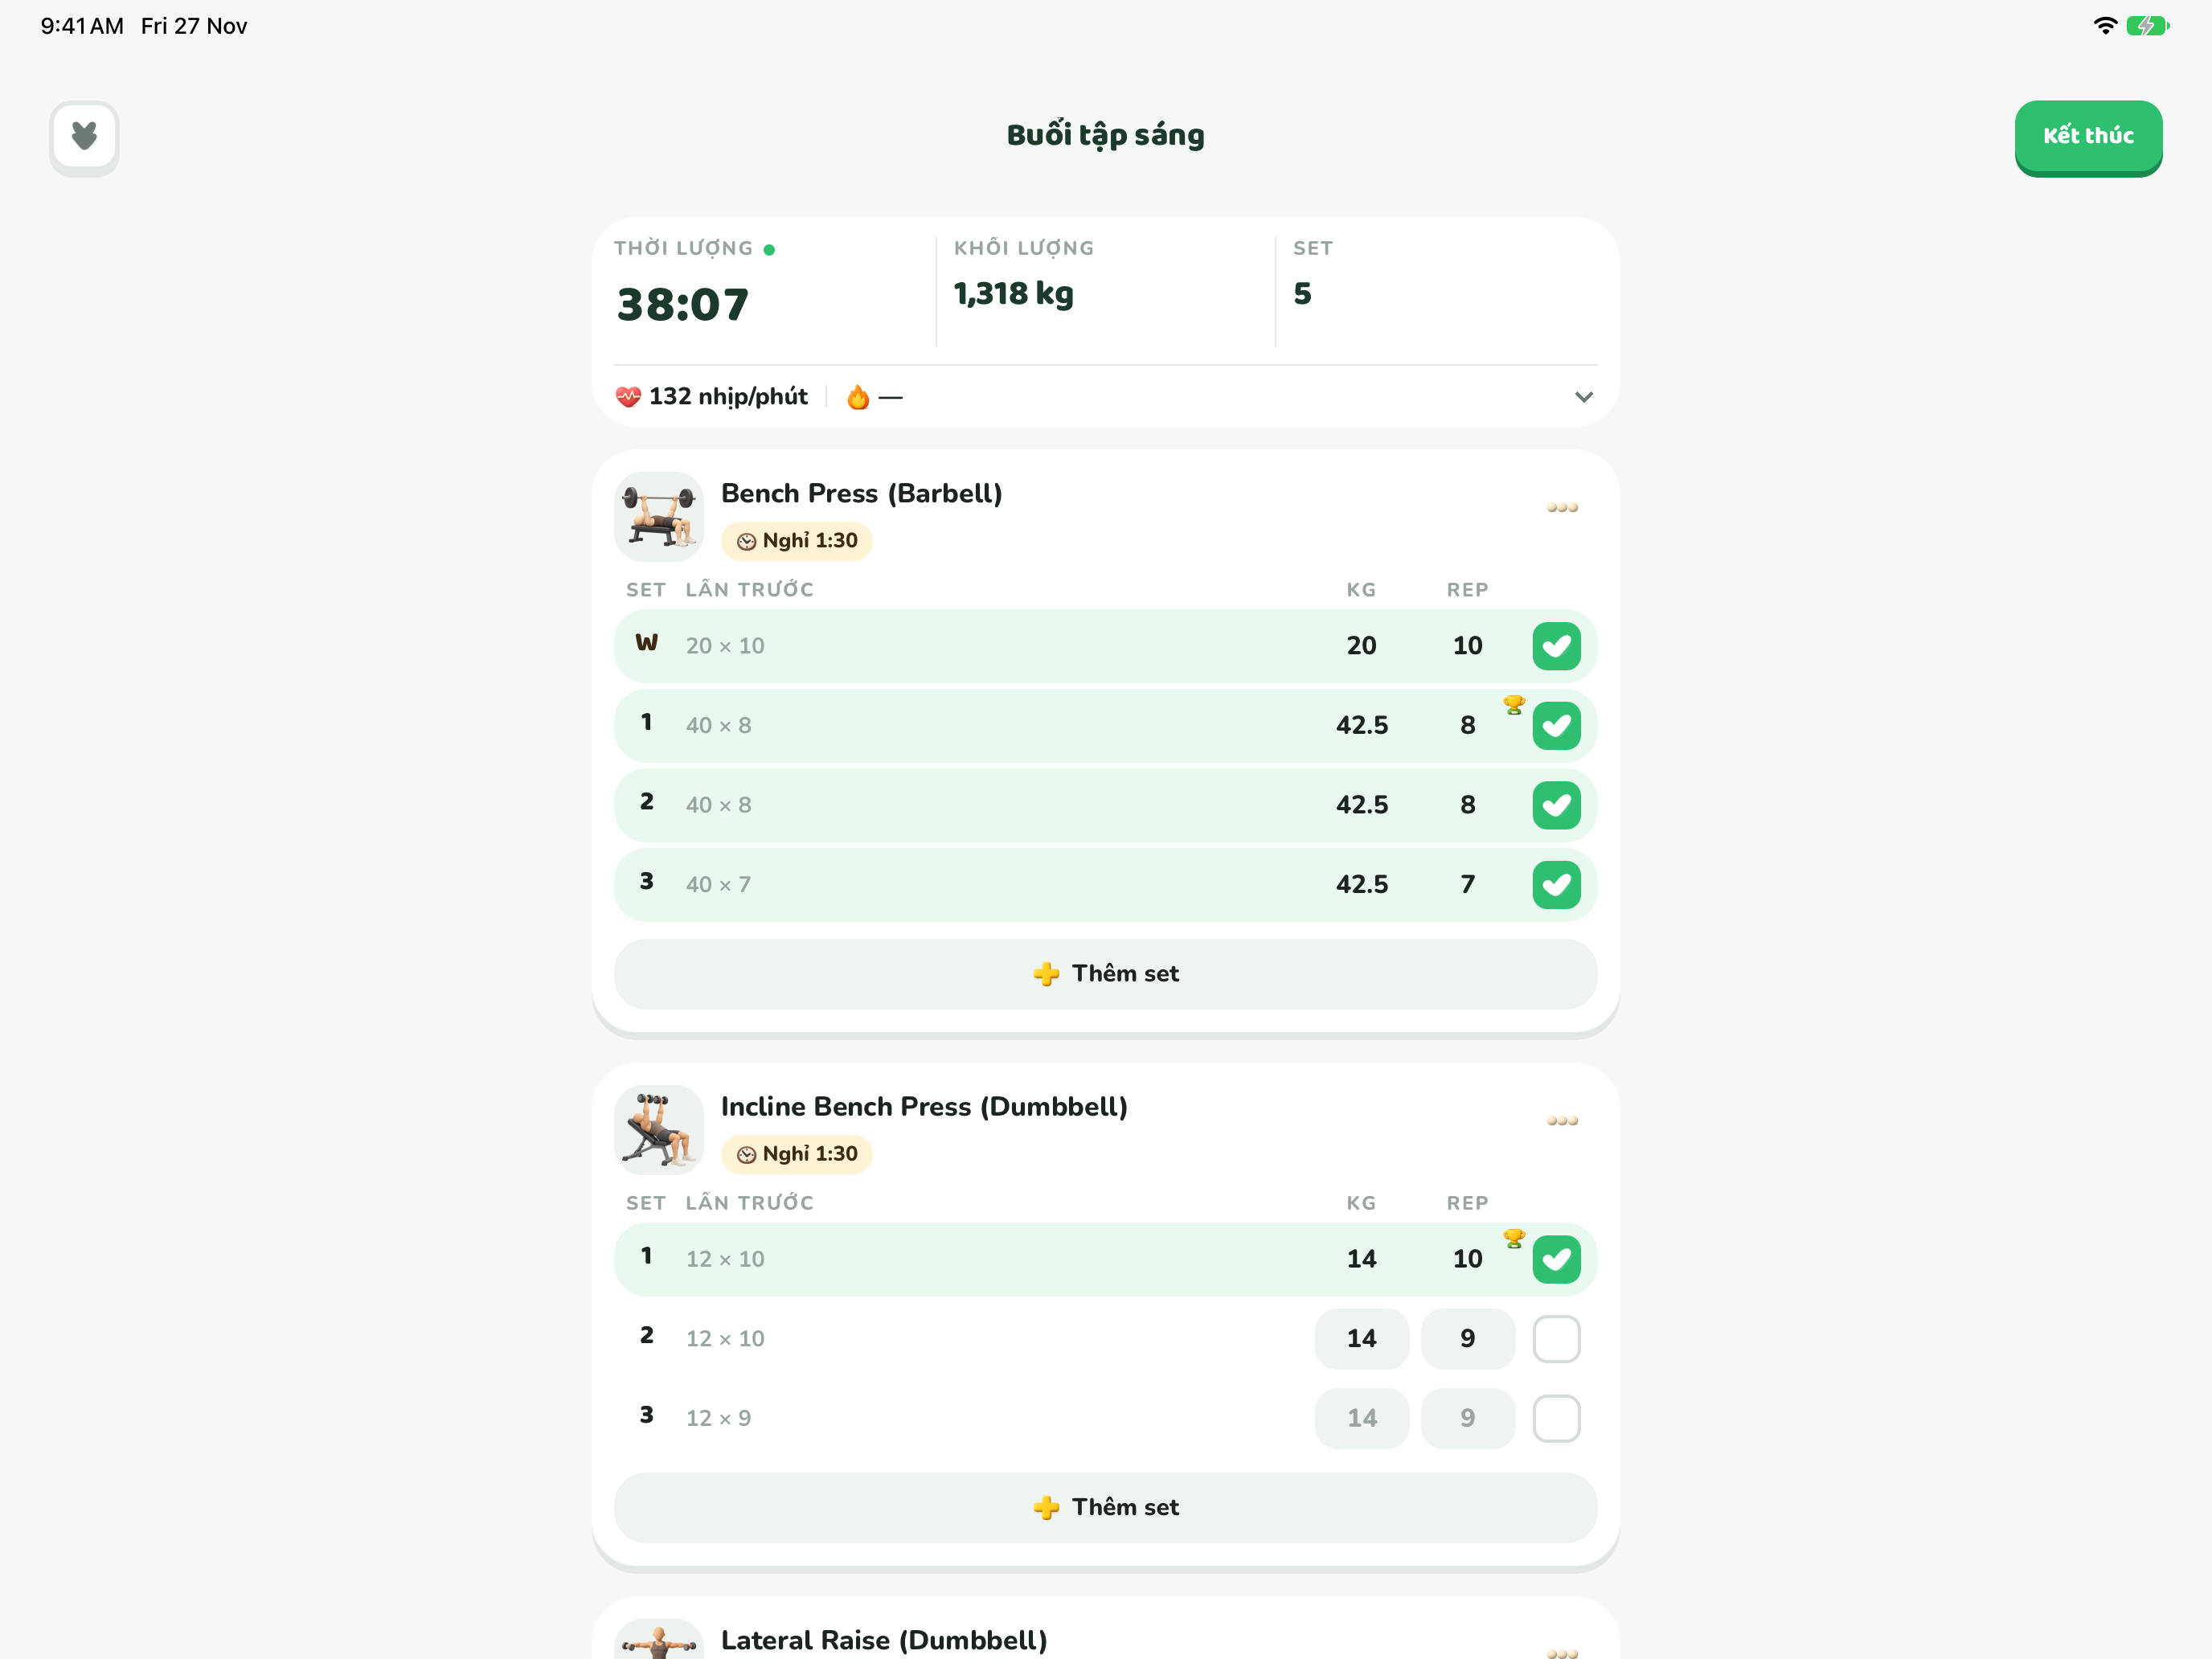 9:41 AM Fri 27 Nov
Buổi tập sáng
Kết thúc
THỜI LƯỢNG KHỐI LƯỢNG SET
38:07 1,318 kg 5
132 nhịp/phút —
Bench Press (Barbell)
Nghỉ 1:30
SET LẦN TRƯỚC KG REP
W 20 × 10 20 10
1 40 × 8 42.5 8
2 40 × 8 42.5 8
3 40 × 7 42.5 7
Thêm set
Incline Bench Press (Dumbbell)
Nghỉ 1:30
SET LẦN TRƯỚC KG REP
1 12 × 10 14 10
2 12 × 10 14 9
3 12 × 9 14 9
Thêm set
Lateral Raise (Dumbbell)